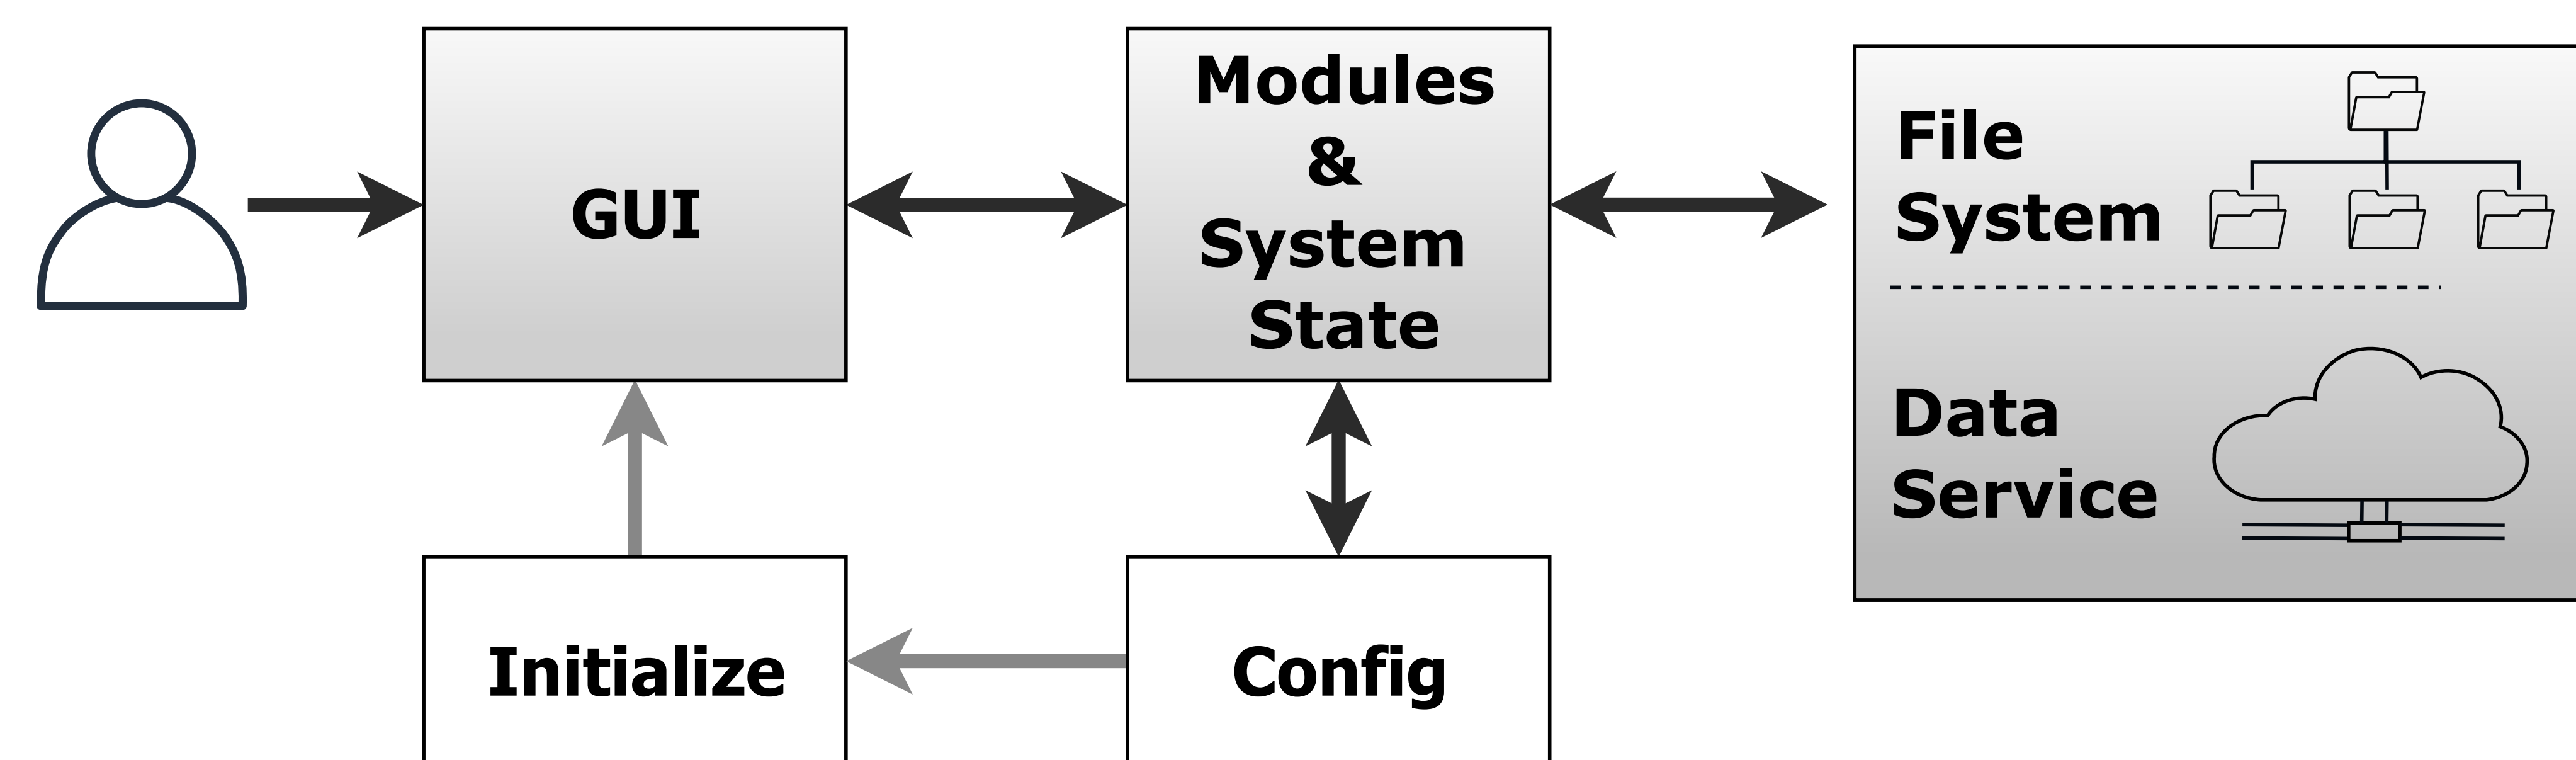 GUI
Modules
&
System
State
File
System
Data
Service
Initialize
Config